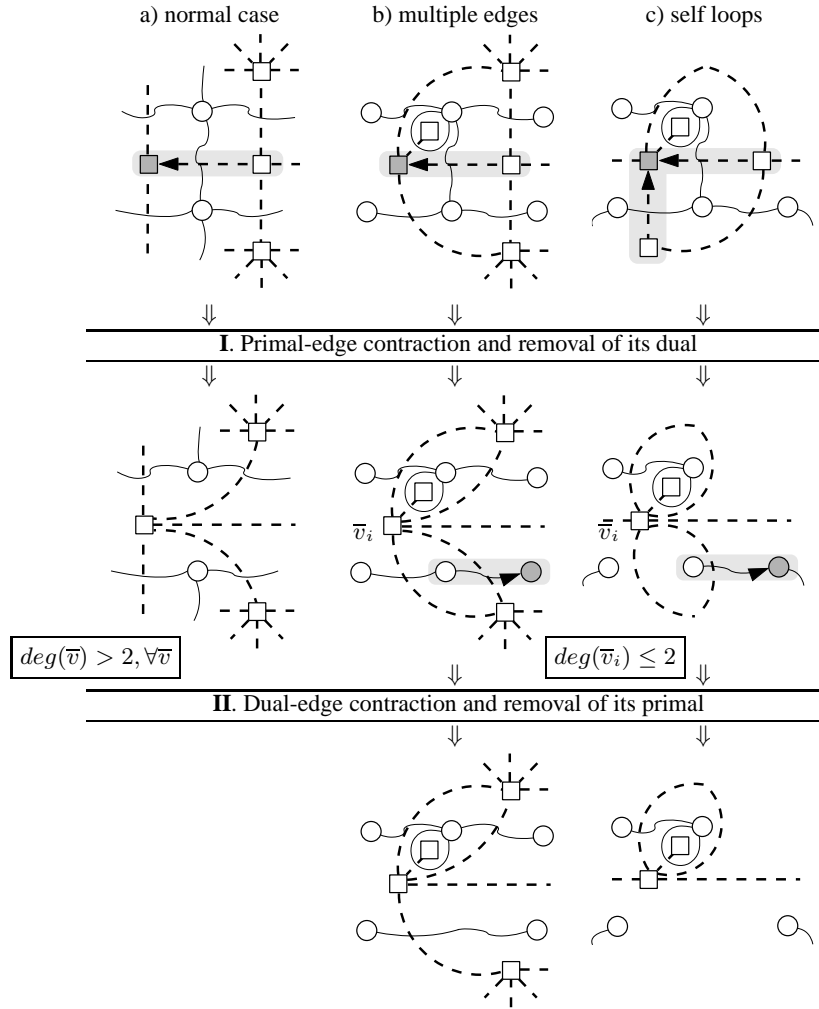 a) normal case b) multiple edges c) self loops
⇓ ⇓ ⇓
I. Primal-edge contraction and removal of its dual
⇓ ⇓ ⇓
v̅ᵢ v̅ᵢ
deg(v̅) > 2, ∀v̅ deg(v̅ᵢ) ≤ 2
⇓ ⇓
II. Dual-edge contraction and removal of its primal
⇓ ⇓